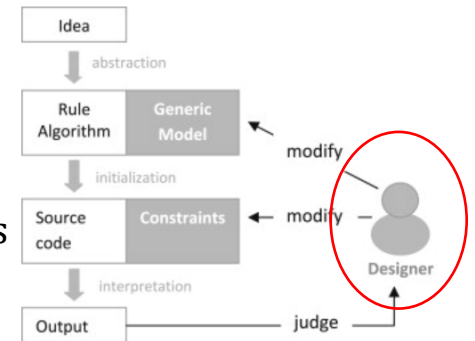 Idea
abstraction
Rule Algorithm
Generic Model
modify
initialization
s
Source code
Constraints
modify
Designer
interpretation
Output
judge